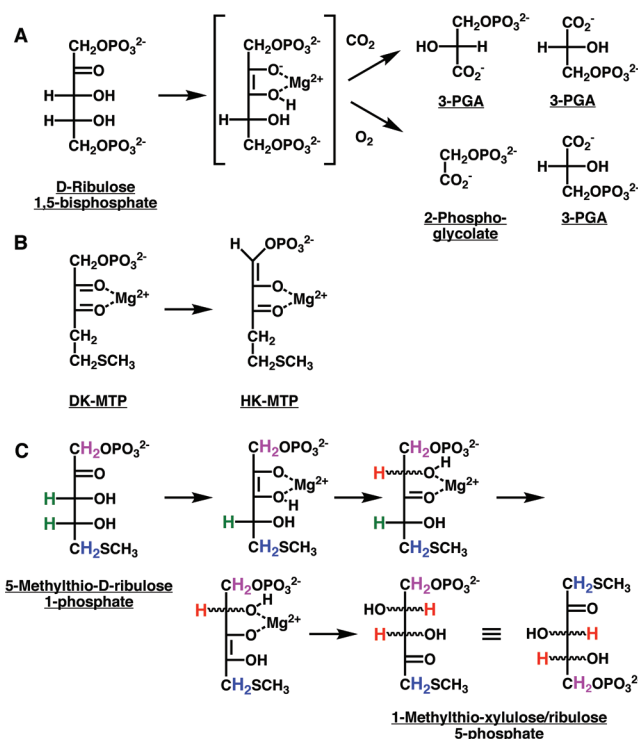 A
CH2OPO3 2-
O
H OH
H OH
CH2OPO3 2-
D-Ribulose
1,5-bisphosphate
CH2OPO3 2-
O-
Mg2+
O
H
H OH
CH2OPO3 2-
CO2
O2
CH2OPO3 2-
HO H
CO2-
3-PGA
CO2-
H OH
CH2OPO3 2-
3-PGA
CH2OPO3 2-
CO2-
2-Phospho-
glycolate
CO2-
H OH
CH2OPO3 2-
3-PGA
B
CH2OPO3 2-
O
Mg2+
O
CH2
CH2SCH3
DK-MTP
H OPO3 2-
O
Mg2+
O
CH2
CH2SCH3
HK-MTP
C
CH2OPO3 2-
O
H OH
H OH
CH2SCH3
5-Methylthio-D-ribulose
1-phosphate
CH2OPO3 2-
O
Mg2+
O
H
H OH
CH2SCH3
CH2OPO3 2-
H
H O
Mg2+
O
H OH
CH2SCH3
CH2OPO3 2-
H
H O
Mg2+
O
OH
CH2SCH3
CH2OPO3 2-
HO H
H OH
O
CH2SCH3
≡
CH2SCH3
O
HO H
H OH
CH2OPO3 2
1-Methylthio-xylulose/ribulose
5-phosphate